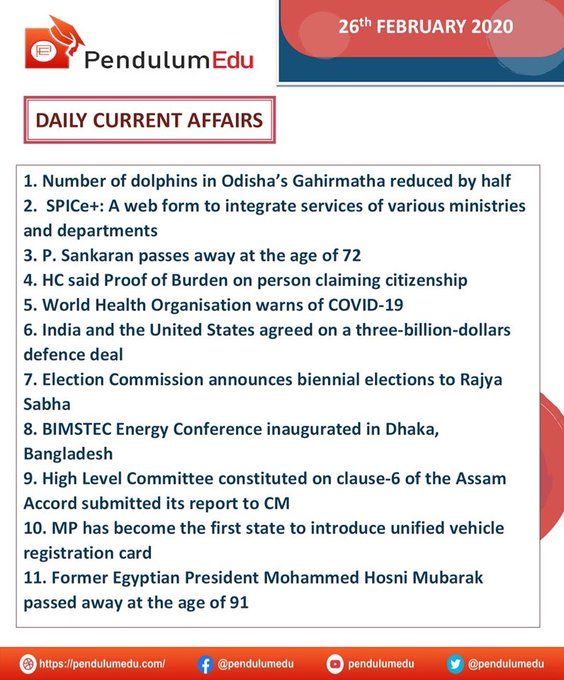 26th FEBRUARY 2020
PendulumEdu
DAILY CURRENT AFFAIRS
1. Number of dolphins in Odisha's Gahirmatha reduced by half
2.  SPICe+: A web form to integrate services of various ministries
and departments
3. P. Sankaran passes away at the age of 72
4. HC said Proof of Burden on person claiming citizenship
5. World Health Organisation warns of COVID-19
6. India and the United States agreed on a three-billion-dollars
defence deal
7. Election Commission announces biennial elections to Rajya
Sabha
8. BIMSTEC Energy Conference inaugurated in Dhaka,
Bangladesh
9. High Level Committee constituted on clause-6 of the Assam
Accord submitted its report to CM
10. MP has become the first state to introduce unified vehicle
registration card
11. Former Egyptian President Mohammed Hosni Mubarak
passed away at the age of 91
https://pendulumedu.com/ @pendulumedu pendulumedu @pendulumedu